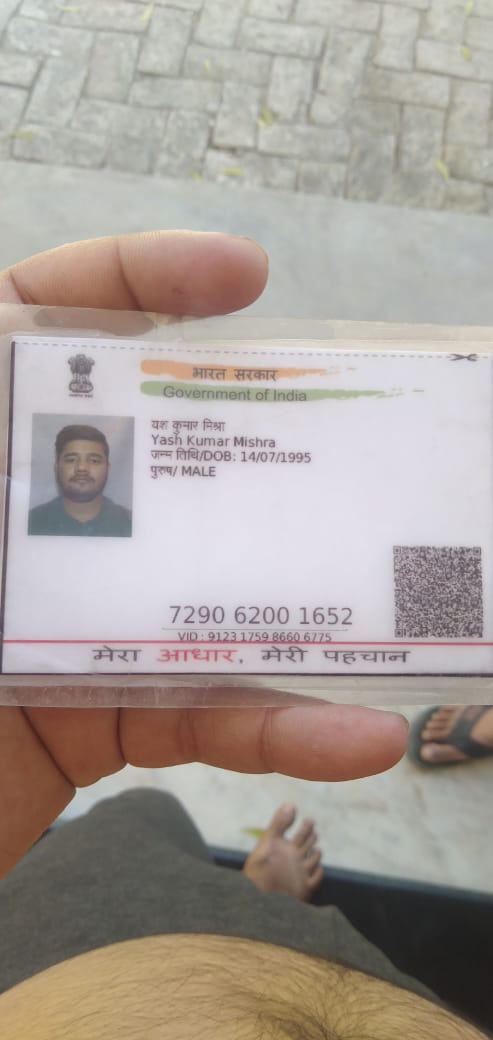 भारत सरकार
Government of India
यश कुमार मिश्रा
Yash Kumar Mishra
जन्म तिथि/DOB: 14/07/1995
पुरुष/ MALE
7290 6200 1652
VID : 9123 1759 8660 6775
मेरा आधार, मेरी पहचान